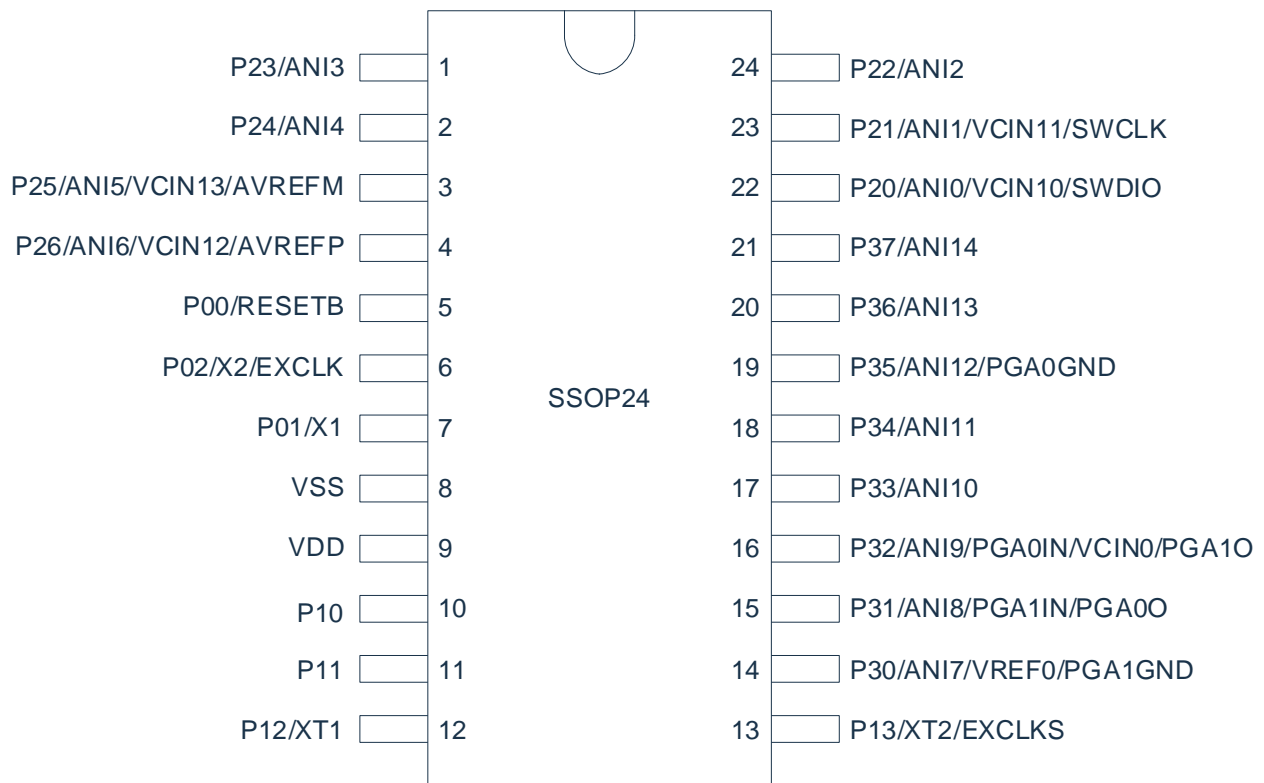 P23/ANI3 1 24 P22/ANI2
P24/ANI4 2 23 P21/ANI1/VCIN11/SWCLK
P25/ANI5/VCIN13/AVREFM 3 22 P20/ANI0/VCIN10/SWDIO
P26/ANI6/VCIN12/AVREFP 4 21 P37/ANI14
P00/RESETB 5 20 P36/ANI13
P02/X2/EXCLK 6 19 P35/ANI12/PGA0GND
SSOP24
P01/X1 7 18 P34/ANI11
VSS 8 17 P33/ANI10
VDD 9 16 P32/ANI9/PGA0IN/VCIN0/PGA1O
P10 10 15 P31/ANI8/PGA1IN/PGA0O
P11 11 14 P30/ANI7/VREF0/PGA1GND
P12/XT1 12 13 P13/XT2/EXCLKS